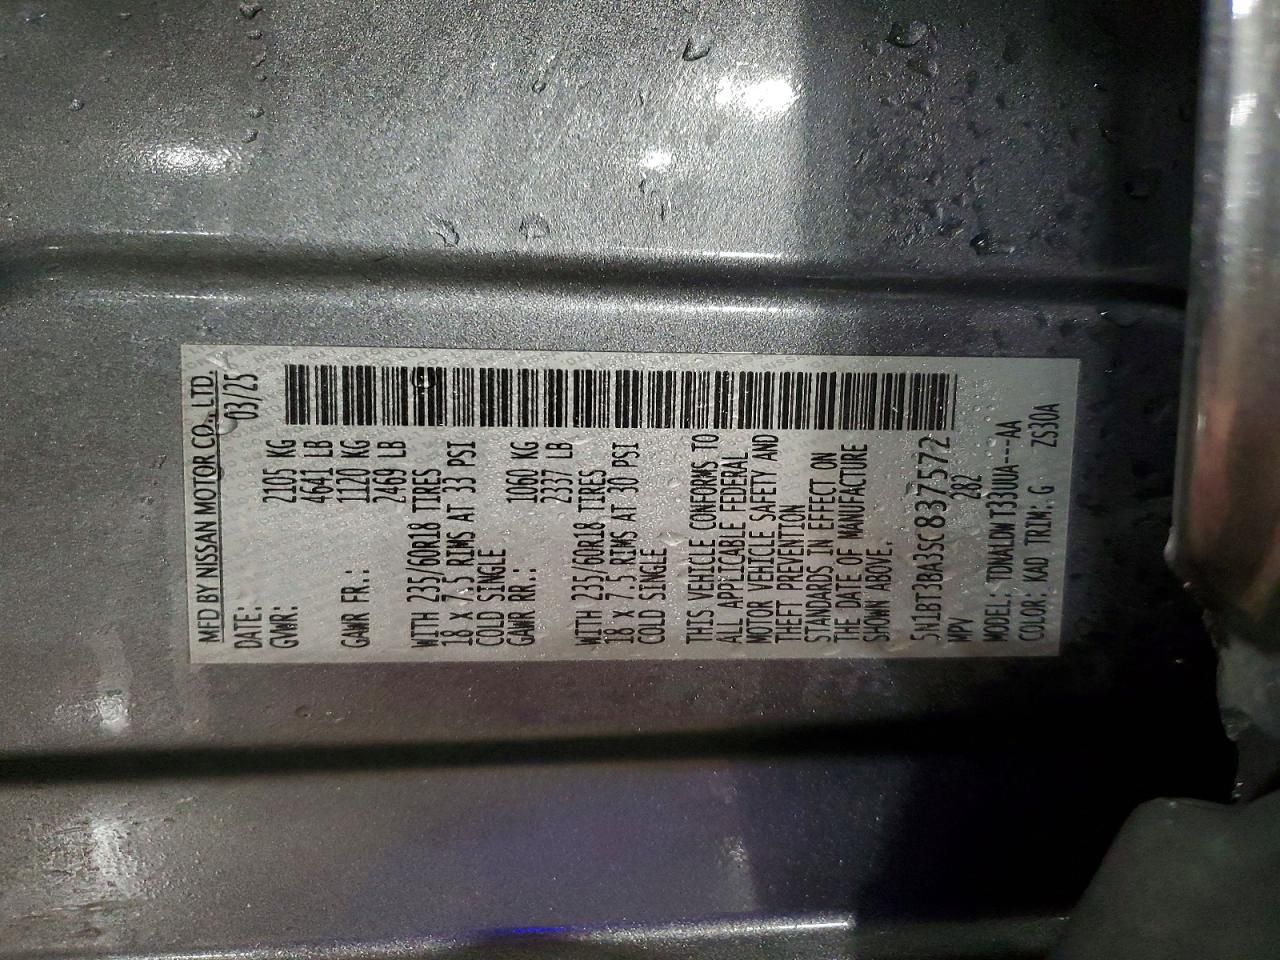 MFD BY NISSAN MOTOR CO., LTD.
DATE: 03/25
GVWR: 2105 KG
4641 LB
GAWR FR.: 1120 KG
2469 LB
WITH 235/60R18 TIRES
18 X 7.5 RIMS AT 33 PSI
COLD SINGLE
GAWR RR.: 1060 KG
2337 LB
WITH 235/60R18 TIRES
18 X 7.5 RIMS AT 30 PSI
COLD SINGLE
THIS VEHICLE CONFORMS TO
ALL APPLICABLE FEDERAL
MOTOR VEHICLE SAFETY AND
THEFT PREVENTION
STANDARDS IN EFFECT ON
THE DATE OF MANUFACTURE
SHOWN ABOVE.
5N1BT3BA3SC837572
MPV 282
MODEL: TDNALDW T33UUA----AA
COLOR: KAD TRIM: G ZS30A